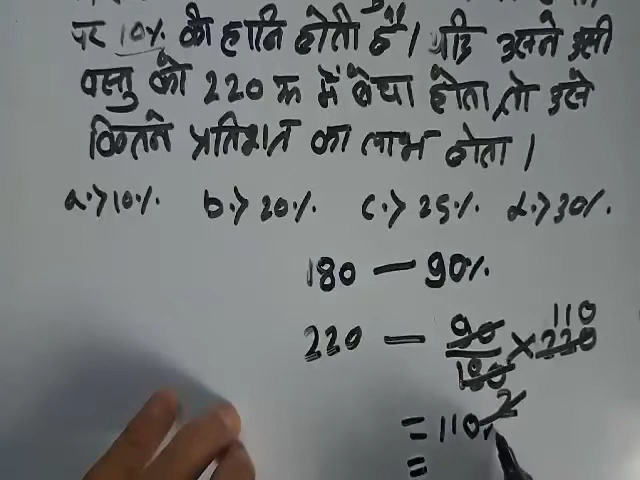 पर 10% की हानि होती है। यदि उसने इसी
वस्तु को 220 रू में बेचा होता तो उसे
कितने प्रतिशत का लाभ होता।
a.>10% b.>20% c.>25% d.>30%
180 — 90%
110
220 — 90/180 × 220
2
= 110%
=